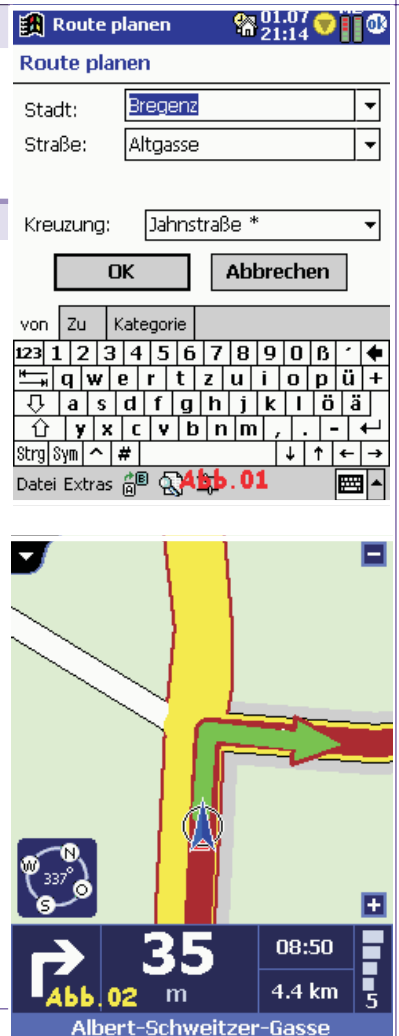 Route planen 01.07
21:14 ok
Route planen
Stadt: Bregenz
Straße: Altgasse
Kreuzung: Jahnstraße *
OK Abbrechen
von Zu Kategorie
123 1 2 3 4 5 6 7 8 9 0 ß ´
q w e r t z u i o p ü +
a s d f g h j k l ö ä
y x c v b n m , . -
Strg Sym ^ # ↓ ↑ ← →
Datei Extras A B Abb.01
N
W 337° O
S
35 08:50
Abb.02 m 4.4 km 5
Albert-Schweitzer-Gasse